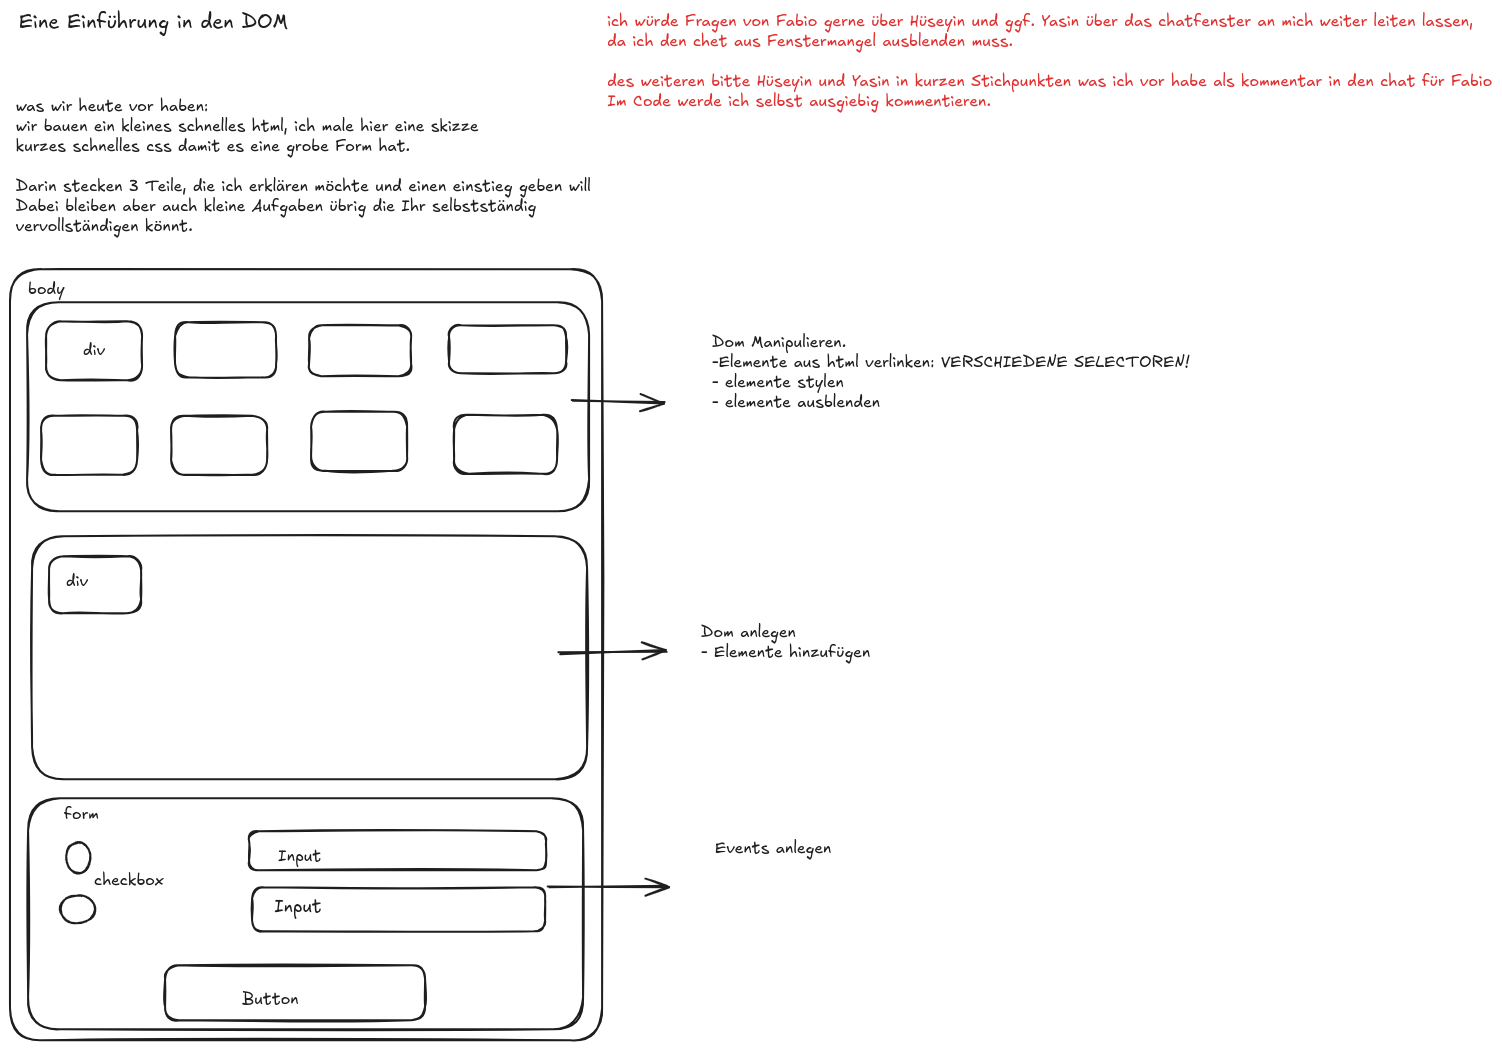 Eine Einführung in den DOM
ich würde Fragen von Fabio gerne über Hüseyin und ggf. Yasin über das chatfenster an mich weiter leiten lassen,
da ich den chet aus Fenstermangel ausblenden muss.
des weiteren bitte Hüseyin und Yasin in kurzen Stichpunkten was ich vor habe als kommentar in den chat für Fabio
Im Code werde ich selbst ausgiebig kommentieren.
was wir heute vor haben:
wir bauen ein kleines schnelles html, ich male hier eine skizze
kurzes schnelles css damit es eine grobe Form hat.
Darin stecken 3 Teile, die ich erklären möchte und einen einstieg geben will
Dabei bleiben aber auch kleine Aufgaben übrig die Ihr selbstständig
vervollständigen könnt.
body
div
Dom Manipulieren.
-Elemente aus html verlinken: VERSCHIEDENE SELECTOREN!
- elemente stylen
- elemente ausblenden
div
Dom anlegen
- Elemente hinzufügen
form
Input
checkbox
Input
Button
Events anlegen